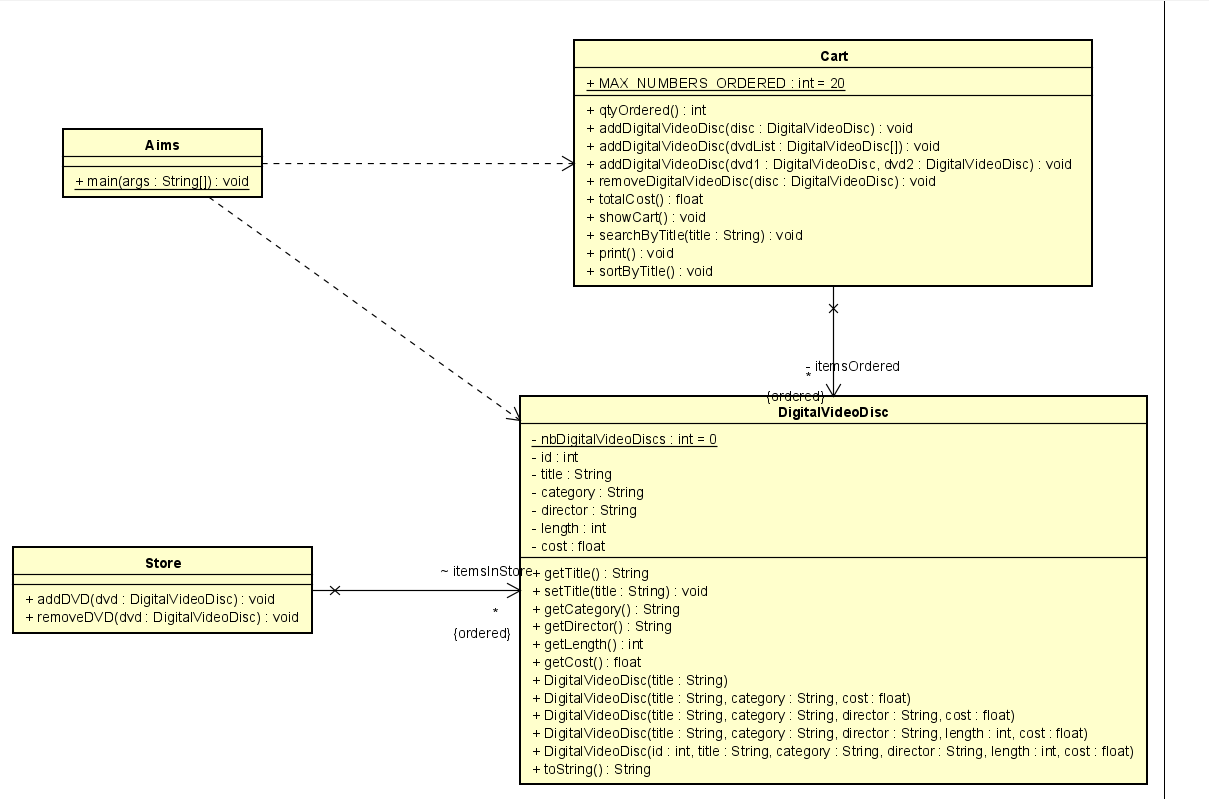 Cart
+ MAX_NUMBERS_ORDERED : int = 20
+ qtyOrdered() : int
+ addDigitalVideoDisc(disc : DigitalVideoDisc) : void
+ addDigitalVideoDisc(dvdList : DigitalVideoDisc[]) : void
+ addDigitalVideoDisc(dvd1 : DigitalVideoDisc, dvd2 : DigitalVideoDisc) : void
+ removeDigitalVideoDisc(disc : DigitalVideoDisc) : void
+ totalCost() : float
+ showCart() : void
+ searchByTitle(title : String) : void
+ print() : void
+ sortByTitle() : void
Aims
+ main(args : String[]) : void
- itemsOrdered
*
{ordered}
DigitalVideoDisc
- nbDigitalVideoDiscs : int = 0
- id : int
- title : String
- category : String
- director : String
- length : int
- cost : float
+ getTitle() : String
+ setTitle(title : String) : void
+ getCategory() : String
+ getDirector() : String
+ getLength() : int
+ getCost() : float
+ DigitalVideoDisc(title : String)
+ DigitalVideoDisc(title : String, category : String, cost : float)
+ DigitalVideoDisc(title : String, category : String, director : String, cost : float)
+ DigitalVideoDisc(title : String, category : String, director : String, length : int, cost : float)
+ DigitalVideoDisc(id : int, title : String, category : String, director : String, length : int, cost : float)
+ toString() : String
Store
+ addDVD(dvd : DigitalVideoDisc) : void
+ removeDVD(dvd : DigitalVideoDisc) : void
~ itemsInStore
*
{ordered}